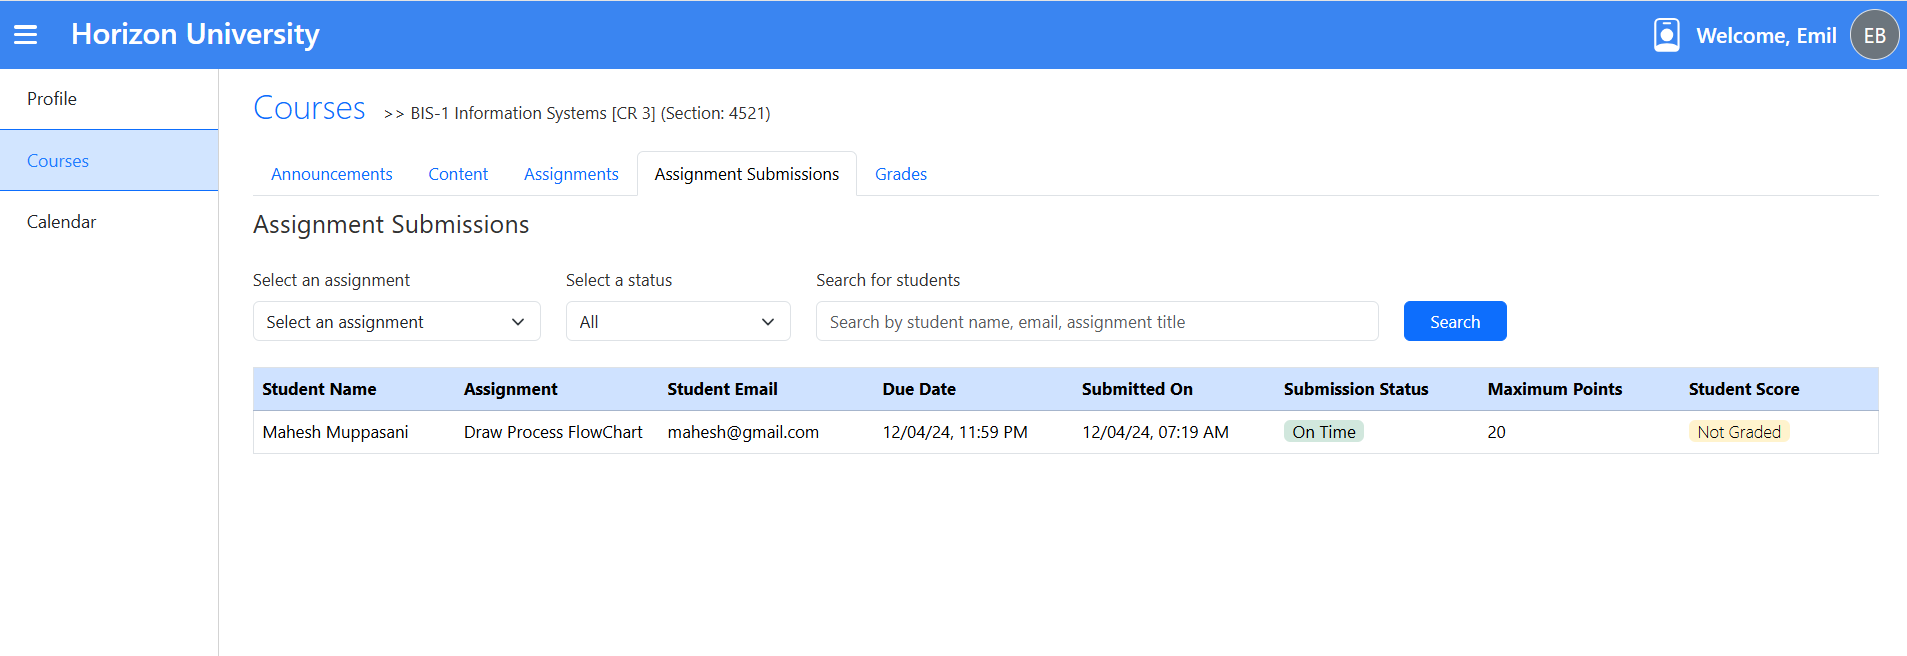 Horizon University
Welcome, Emil
EB
Profile
Courses
Calendar
Courses >> BIS-1 Information Systems [CR 3] (Section: 4521)
Announcements Content Assignments Assignment Submissions Grades
Assignment Submissions
Select an assignment Select a status Search for students
Select an assignment All Search by student name, email, assignment title Search
Student Name Assignment Student Email Due Date Submitted On Submission Status Maximum Points Student Score
Mahesh Muppasani Draw Process FlowChart mahesh@gmail.com 12/04/24, 11:59 PM 12/04/24, 07:19 AM On Time 20 Not Graded